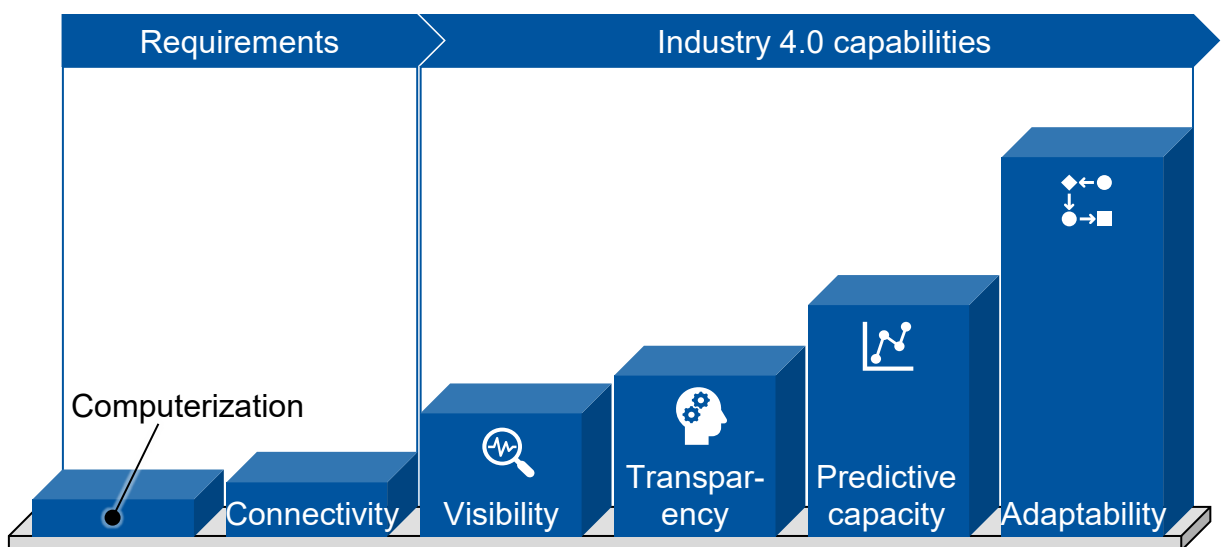 Requirements
Industry 4.0 capabilities
Computerization
Connectivity
Visibility
Transpar-
ency
Predictive
capacity
Adaptability